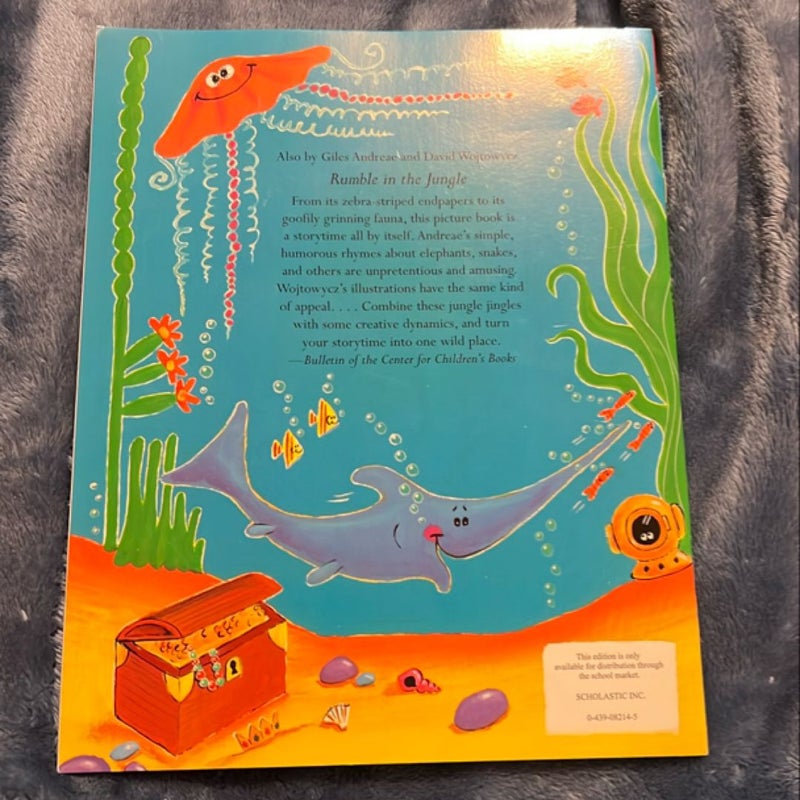 Also by Giles Andreae and David Wojtowycz
Rumble in the Jungle
From its zebra-striped endpapers to its
goofily grinning fauna, this picture book is
a storytime all by itself. Andreae's simple,
humorous rhymes about elephants, snakes,
and others are unpretentious and amusing.
Wojtowycz's illustrations have the same kind
of appeal. . . . Combine these jungle jingles
with some creative dynamics, and turn
your storytime into one wild place.
—Bulletin of the Center for Children's Books
This edition is only
available for distribution through
the school market.
SCHOLASTIC INC.
0-439-08214-5